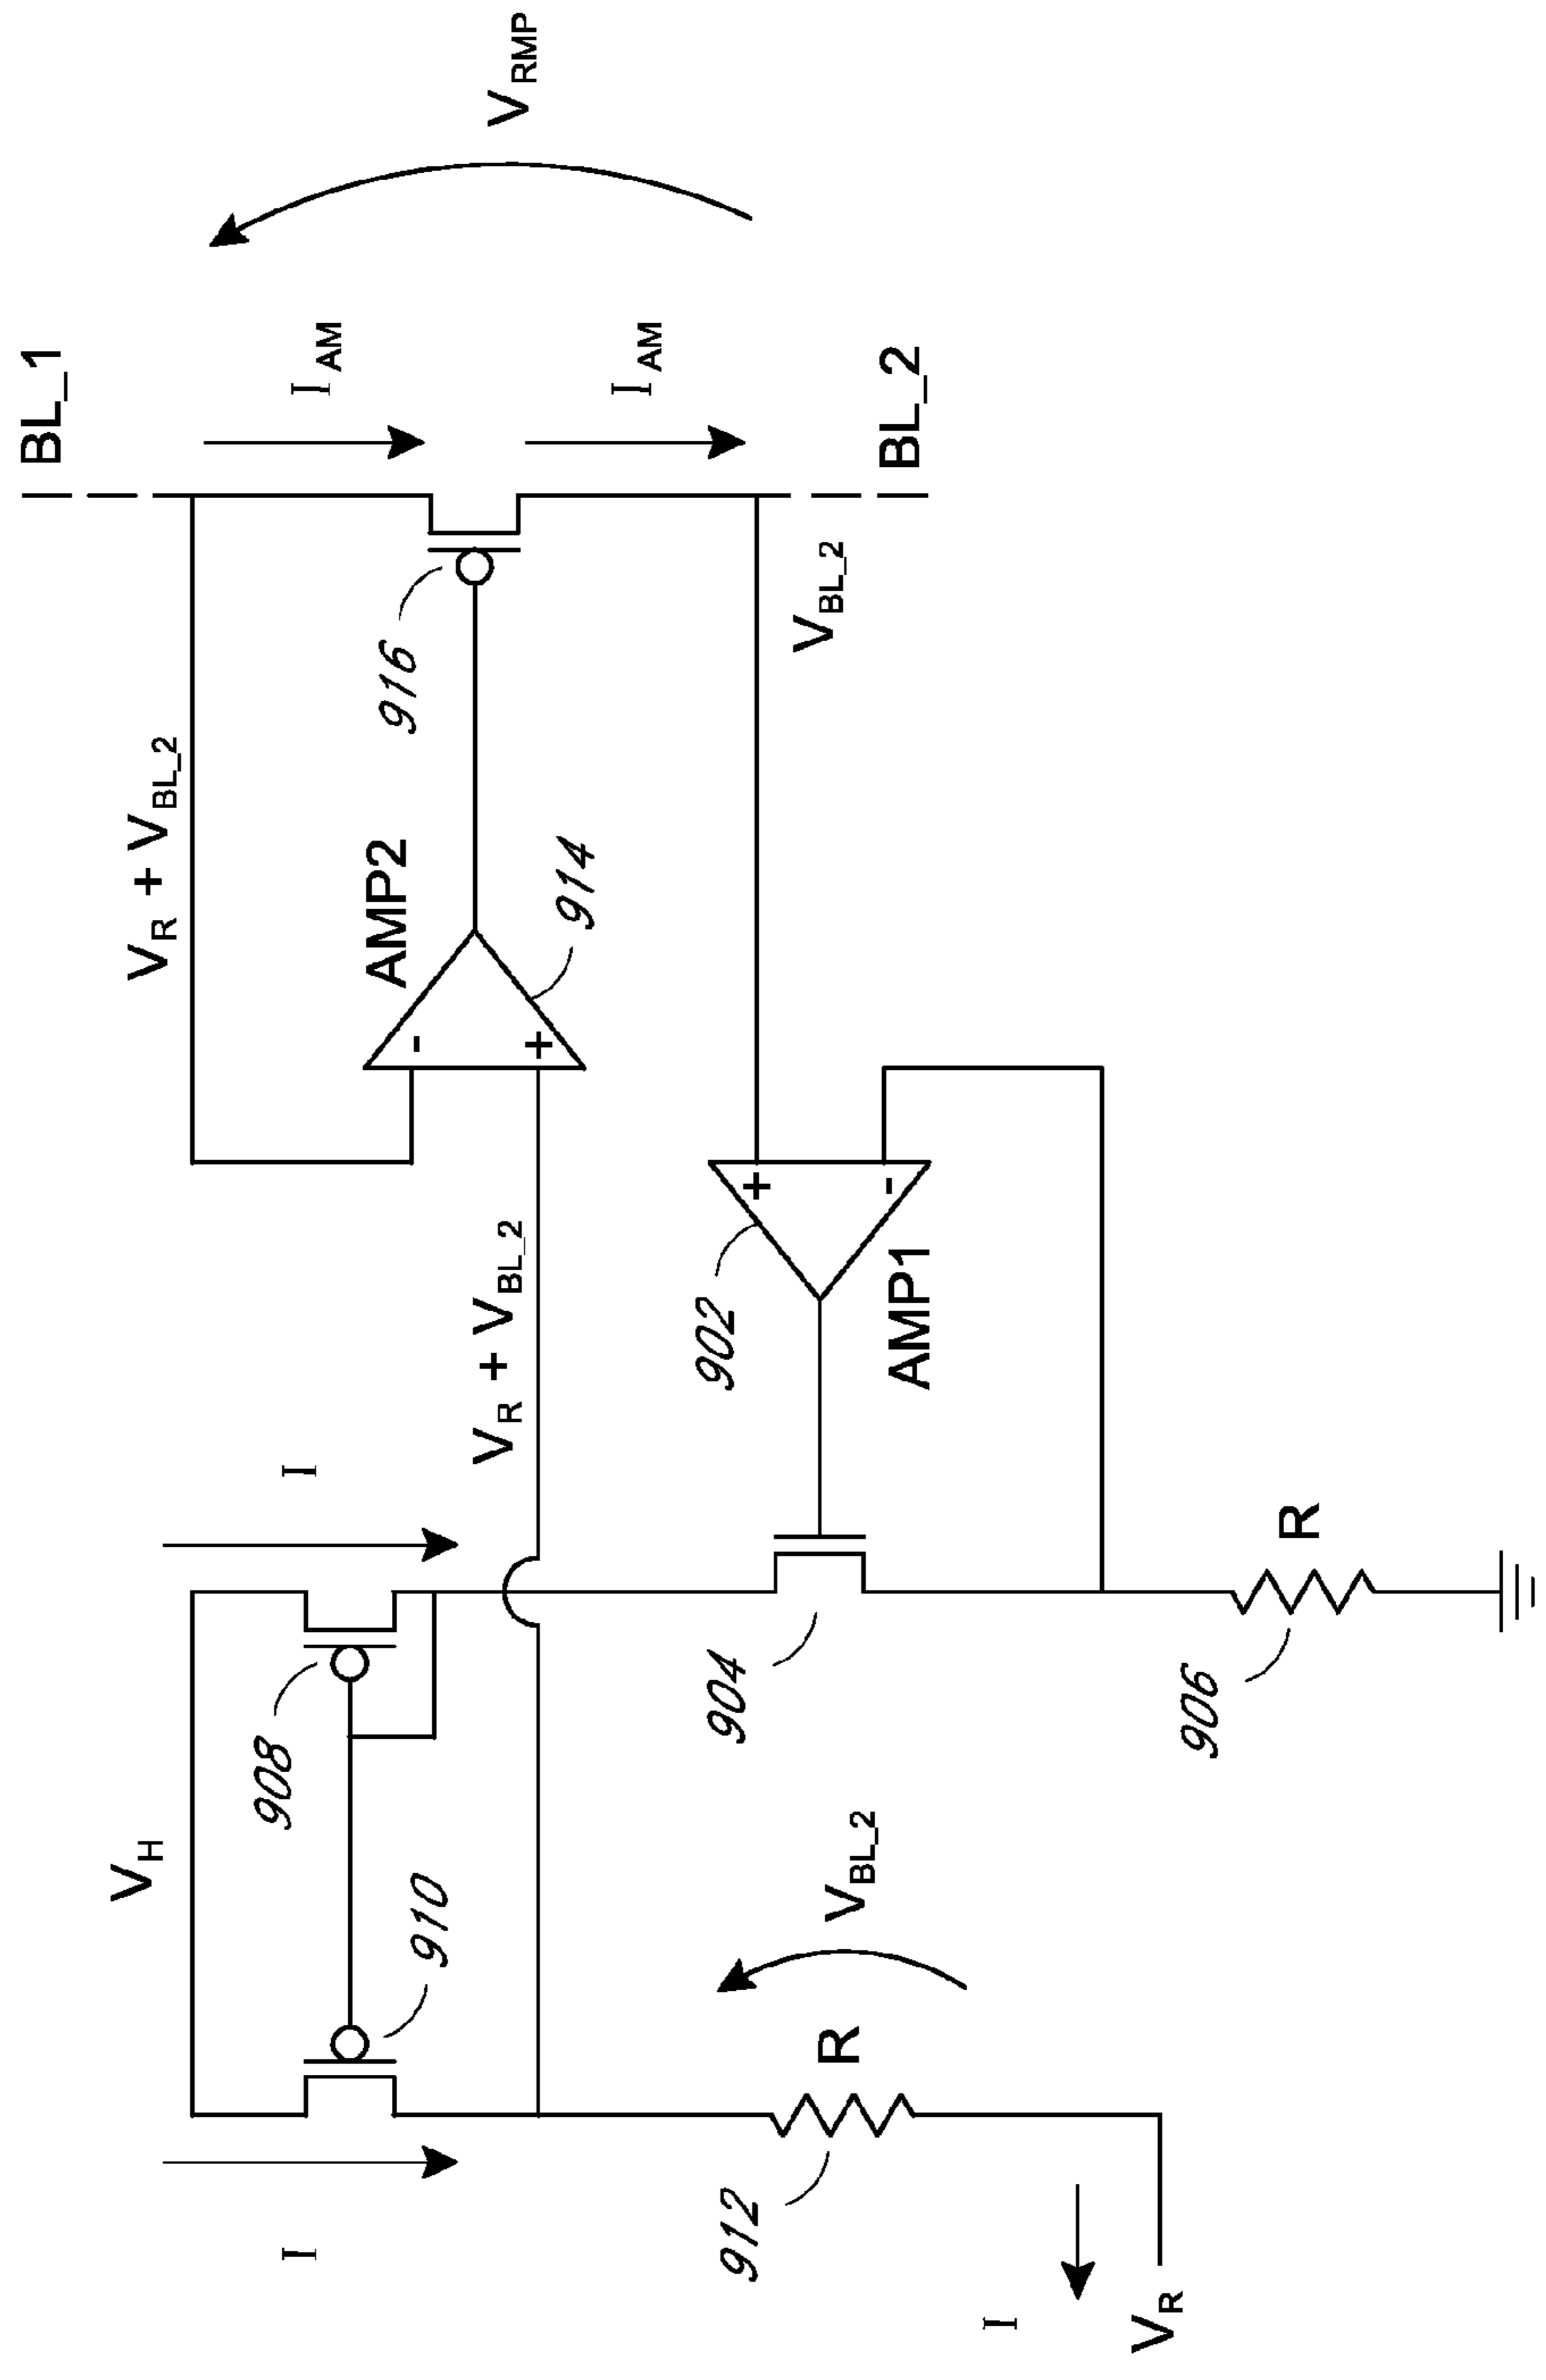 V_H
I
I
908
910
V_R + V_BL_2
V_R + V_BL_2
AMP2
-
+
914
916
BL_1
I_AM
I_AM
V_RMP
BL_2
V_BL_2
902
+
-
AMP1
904
906
R
V_BL_2
R
912
I
V_R